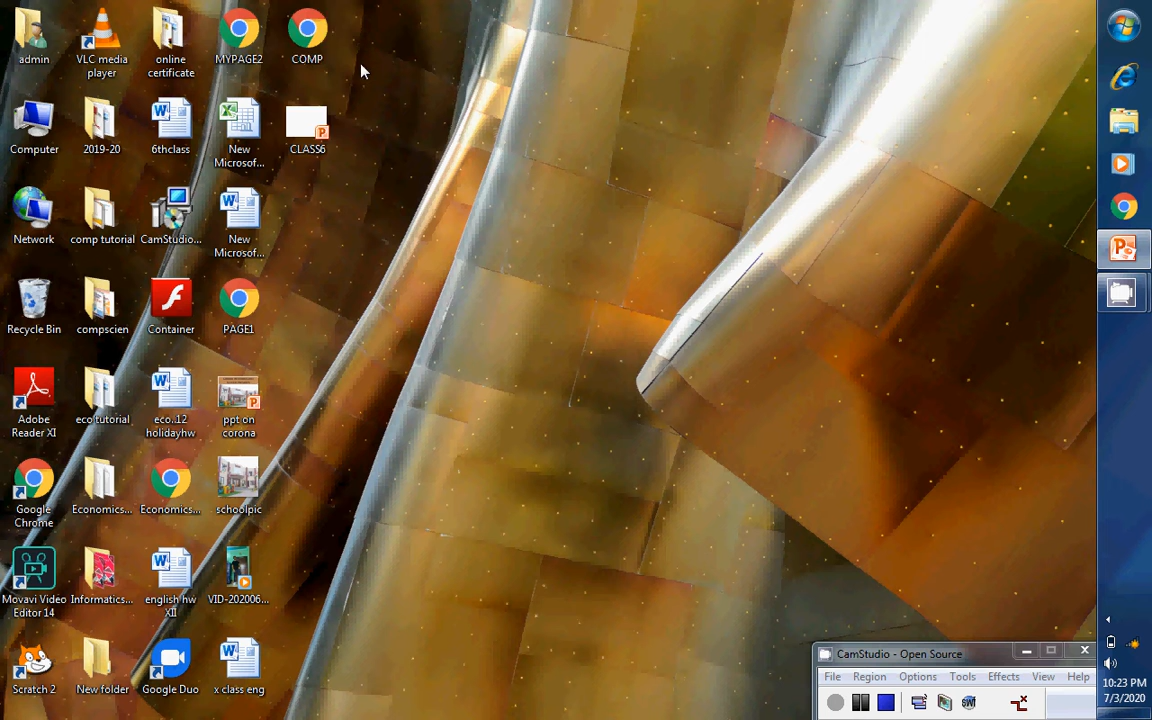 admin
VLC media
player
online
certificate
MYPAGE2
COMP
Computer
2019-20
6thclass
New
Microsof...
CLASS6
Network
comp tutorial
CamStudio...
New
Microsof...
Recycle Bin
compscien
Container
PAGE1
Adobe
Reader XI
eco tutorial
eco..12
holidayhw
ppt on
corona
Google
Chrome
Economics...
Economics...
schoolpic
Movavi Video
Editor 14
Informatics...
english hw
XII
VID-202006...
Scratch 2
New folder
Google Duo
x class eng
CamStudio - Open Source
File Region Options Tools Effects View Help
10:23 PM
7/3/2020